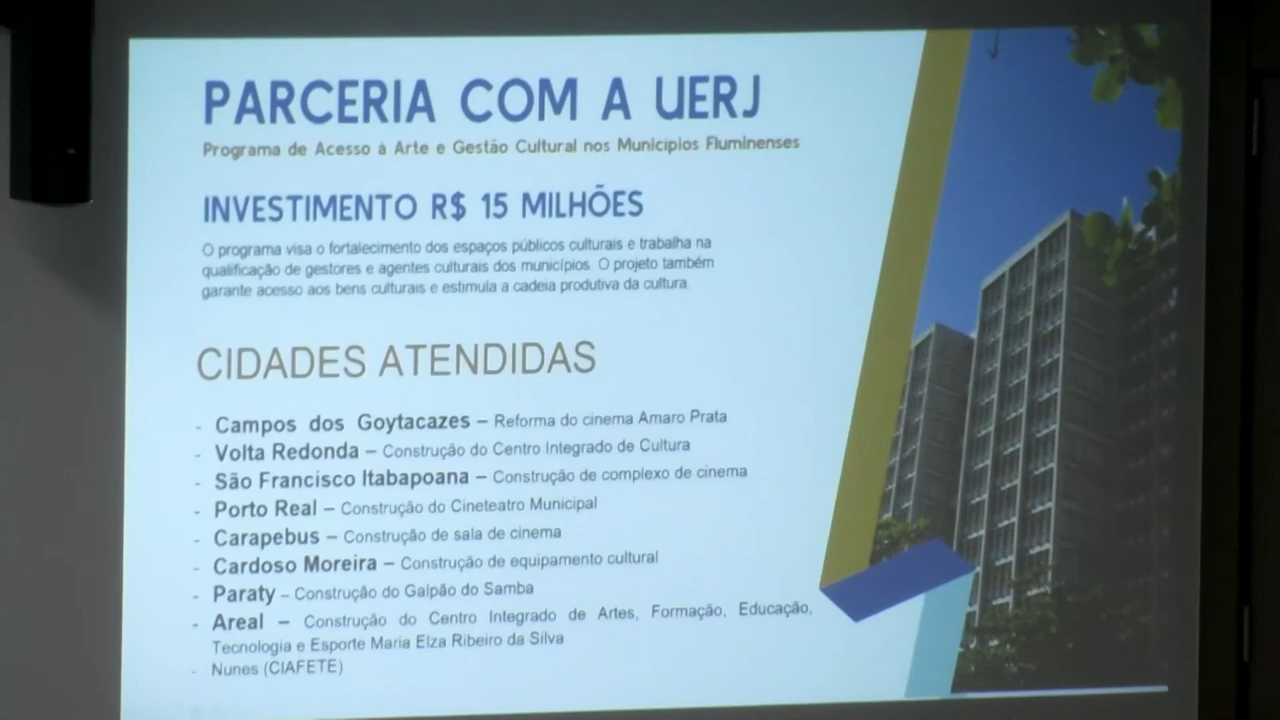 PARCERIA COM A UERJ
Programa de Acesso à Arte e Gestão Cultural nos Municípios Fluminenses
INVESTIMENTO R$ 15 MILHÕES
O programa visa o fortalecimento dos espaços públicos culturais e trabalha na
qualificação de gestores e agentes culturais dos municípios. O projeto também
garante acesso aos bens culturais e estimula a cadeia produtiva da cultura.
CIDADES ATENDIDAS
- Campos dos Goytacazes – Reforma do cinema Amaro Prata
- Volta Redonda – Construção do Centro Integrado de Cultura
- São Francisco Itabapoana – Construção de complexo de cinema
- Porto Real – Construção do Cineteatro Municipal
- Carapebus – Construção de sala de cinema
- Cardoso Moreira – Construção de equipamento cultural
- Paraty – Construção do Galpão do Samba
- Areal – Construção do Centro Integrado de Artes, Formação, Educação,
Tecnologia e Esporte Maria Elza Ribeiro da Silva
- Nunes (CIAFETE)